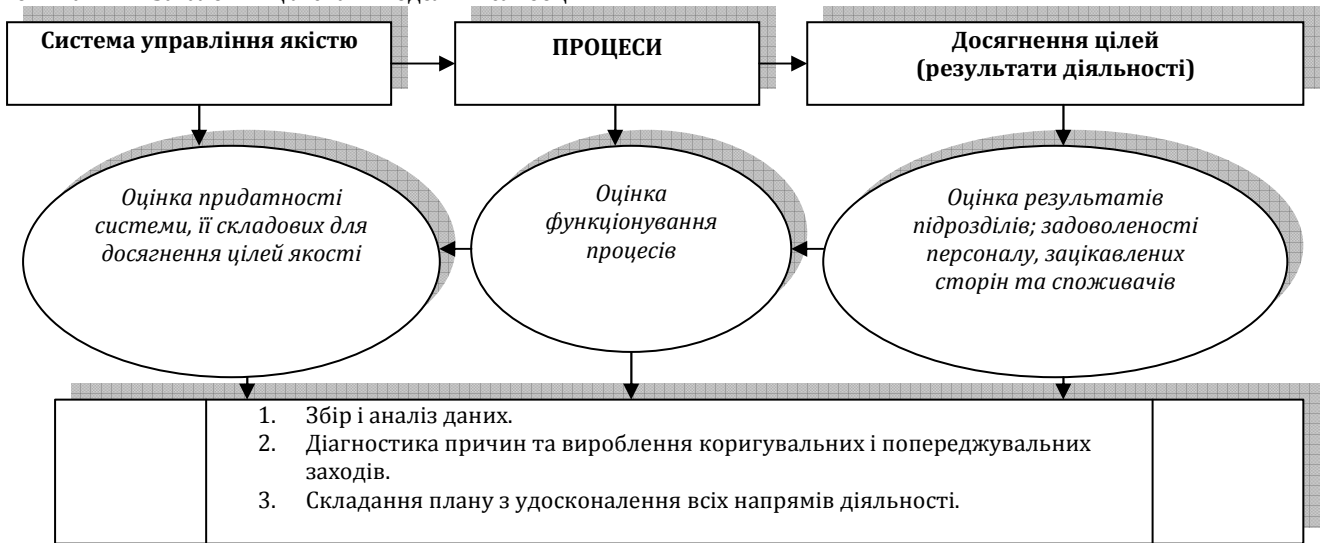 Система управління якістю
ПРОЦЕСИ
Досягнення цілей
(результати діяльності)
Оцінка придатності
системи, її складових для
досягнення цілей якості
Оцінка
функціонування
процесів
Оцінка результатів
підрозділів; задоволеності
персоналу, зацікавлених
сторін та споживачів
1. Збір і аналіз даних.
2. Діагностика причин та вироблення коригувальних і попереджувальних
заходів.
3. Складання плану з удосконалення всіх напрямів діяльності.